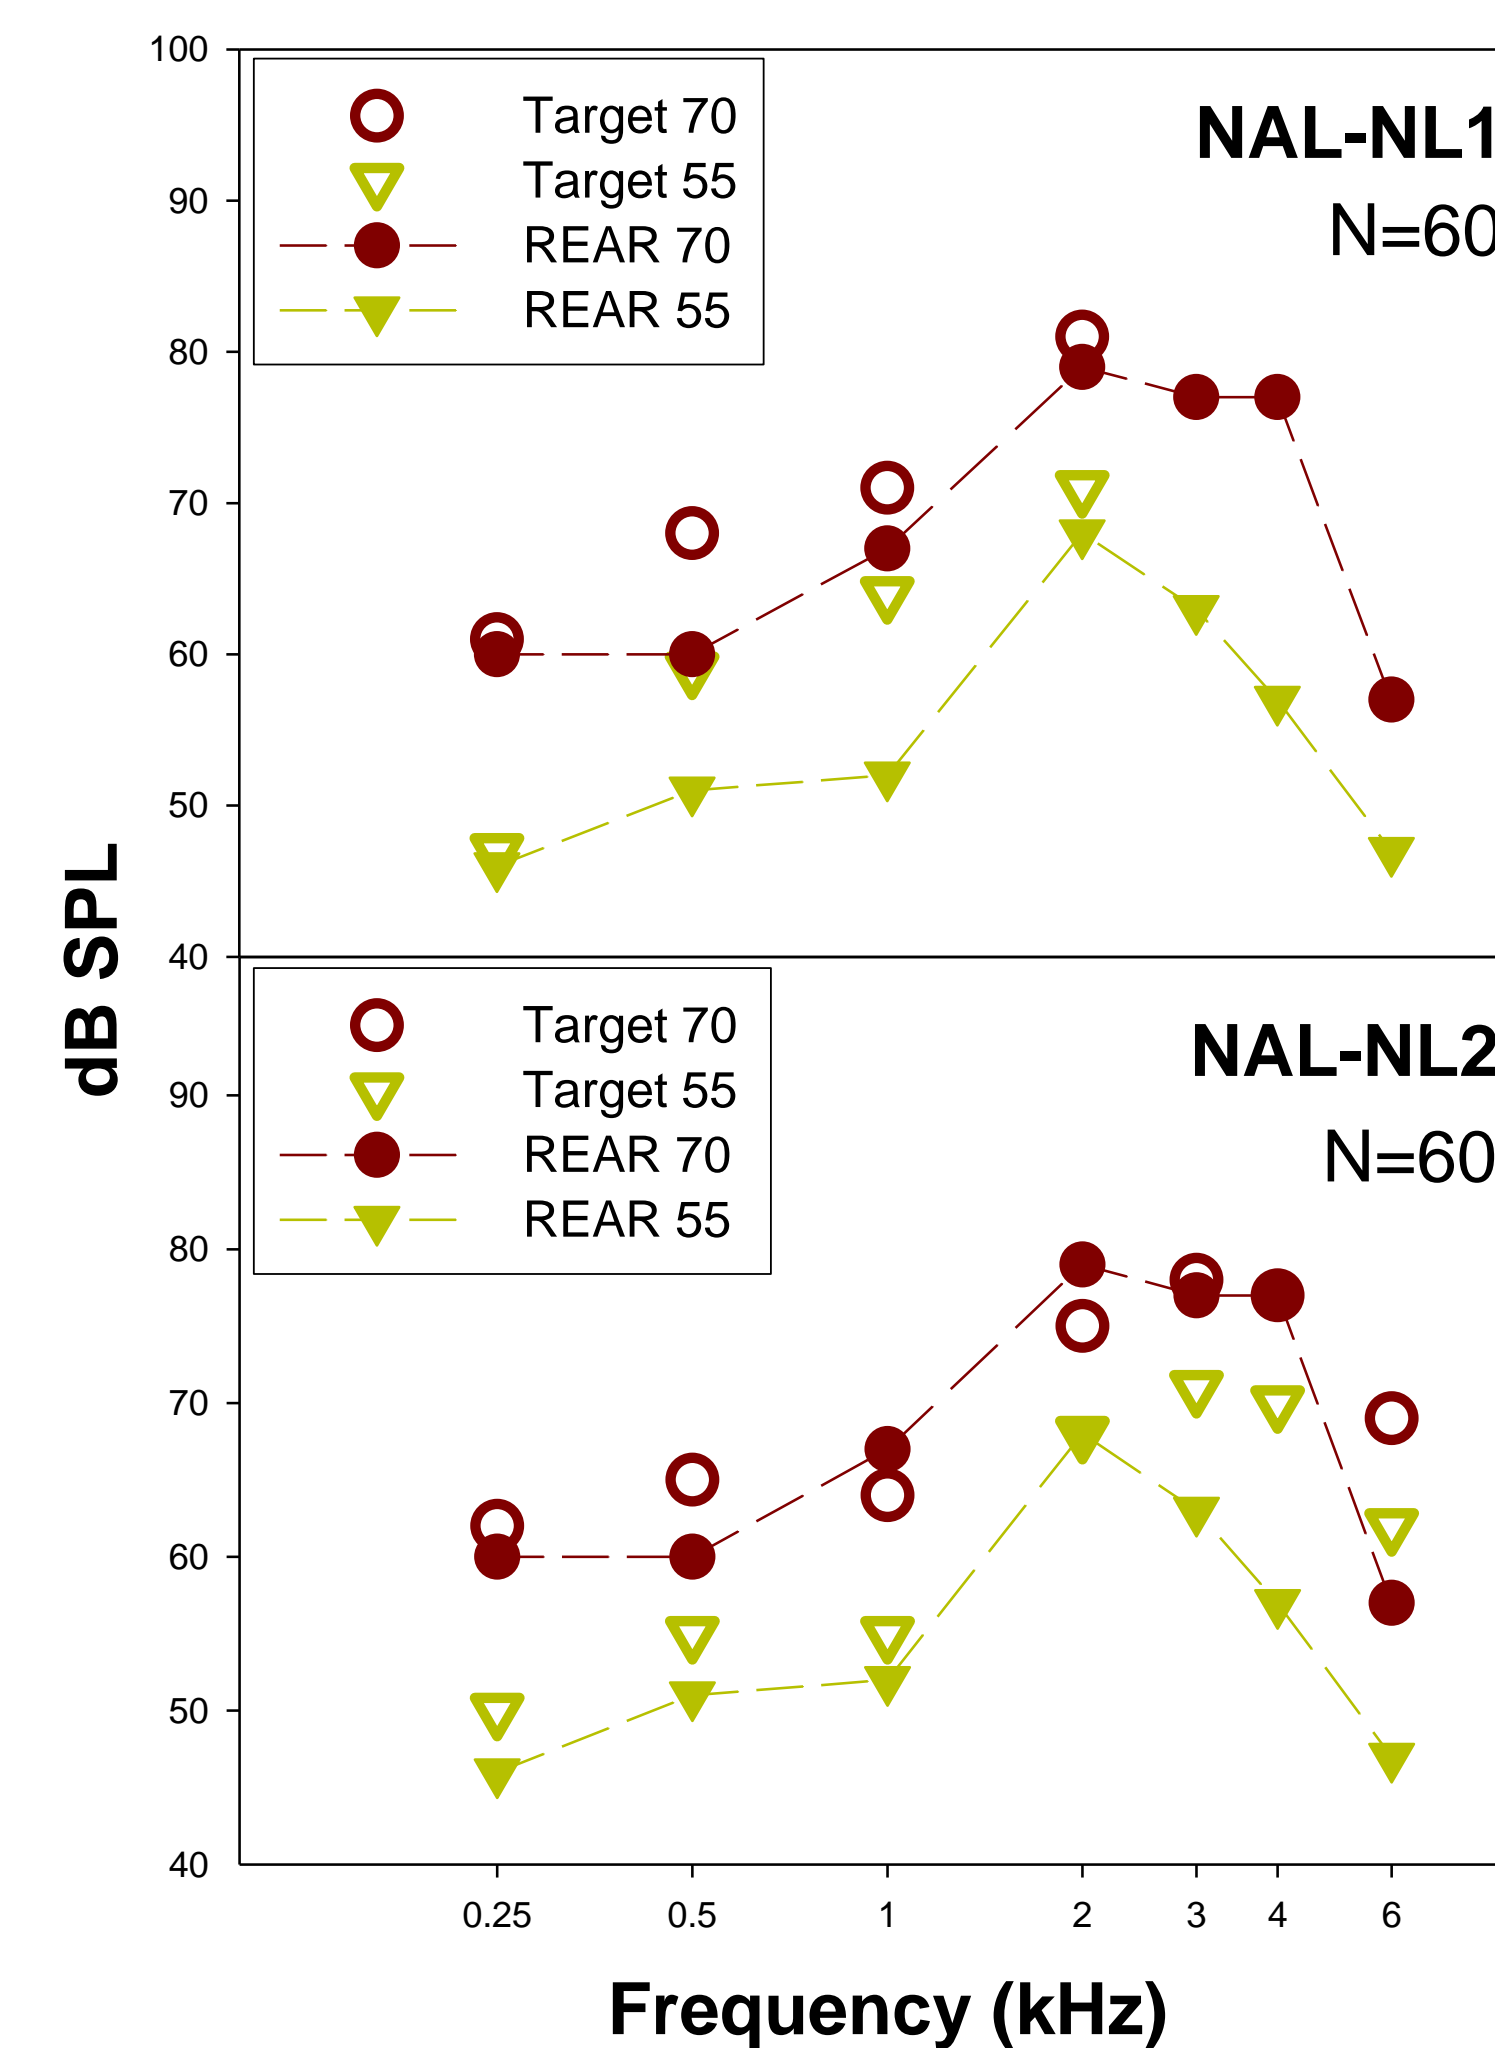 100
Target 70
Target 55
REAR 70
REAR 55
NAL-NL1
N=60
90
80
70
60
50
40
dB SPL
Target 70
Target 55
REAR 70
REAR 55
NAL-NL2
N=60
90
80
70
60
50
40
0.25 0.5 1 2 3 4 6
Frequency (kHz)